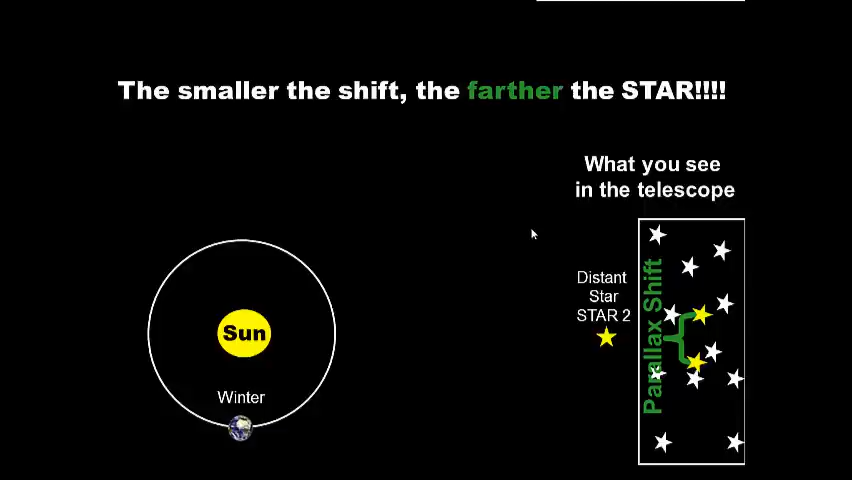 The smaller the shift, the farther the STAR!!!!
What you see
in the telescope
Distant
Star
STAR 2
Parallax Shift
Sun
Winter